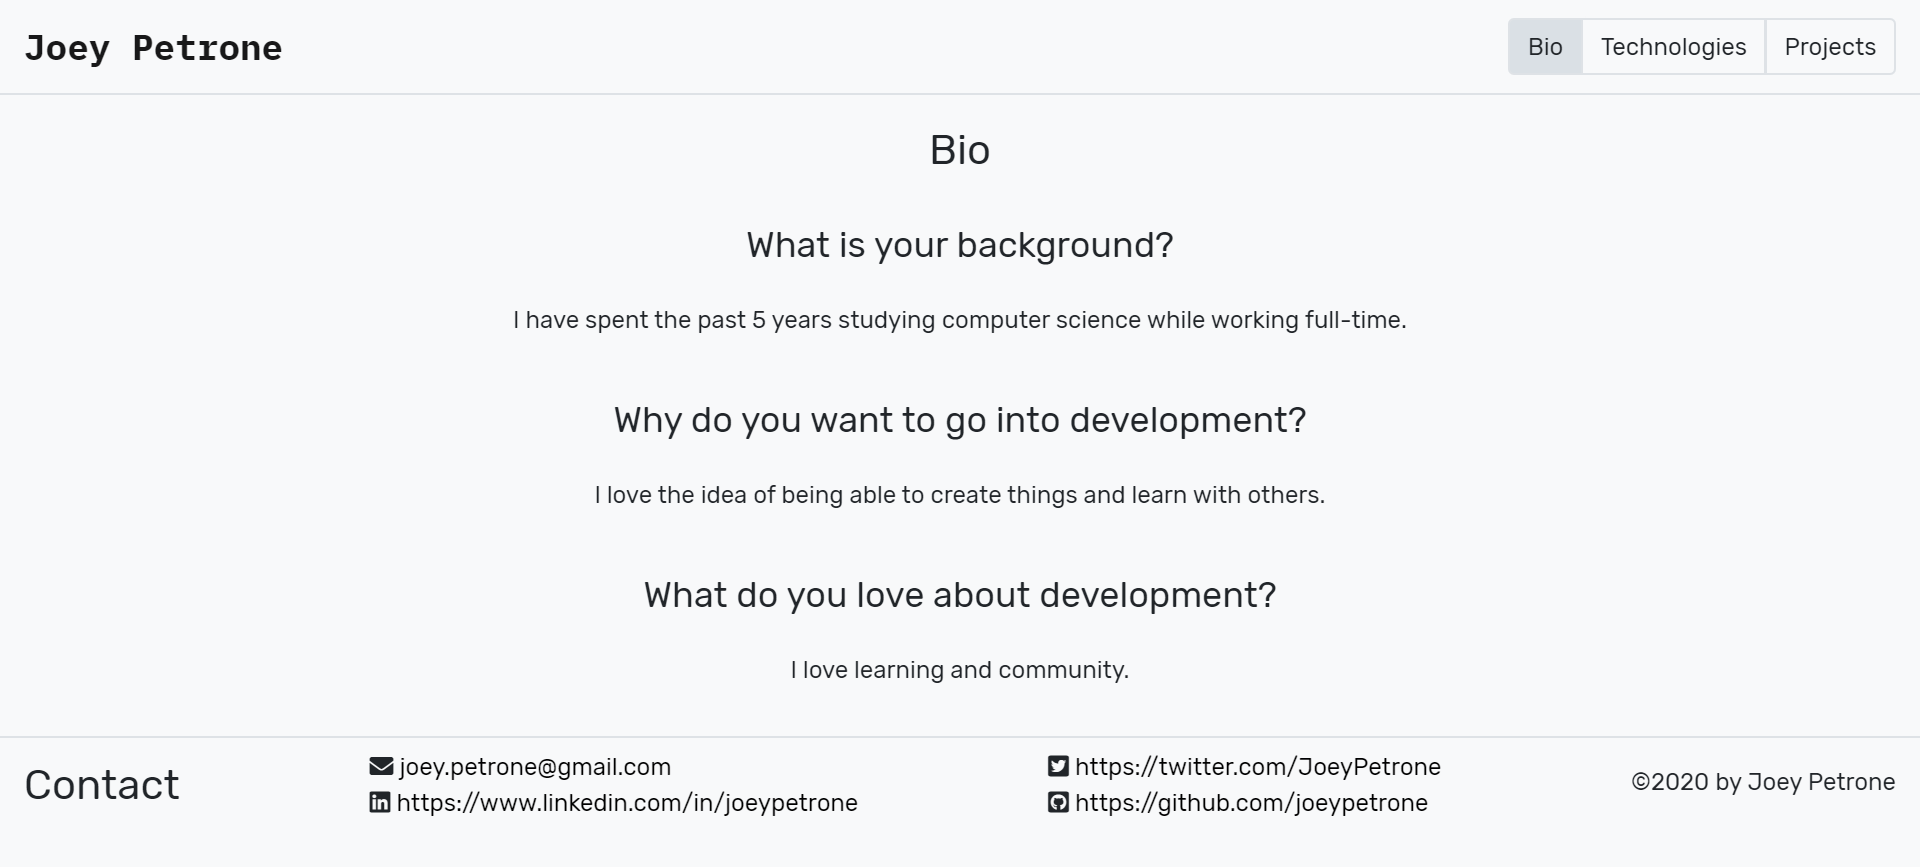 Joey Petrone
Bio
Technologies
Projects
Bio
What is your background?
I have spent the past 5 years studying computer science while working full-time.
Why do you want to go into development?
I love the idea of being able to create things and learn with others.
What do you love about development?
I love learning and community.
Contact
joey.petrone@gmail.com
https://www.linkedin.com/in/joeypetrone
https://twitter.com/JoeyPetrone
https://github.com/joeypetrone
©2020 by Joey Petrone